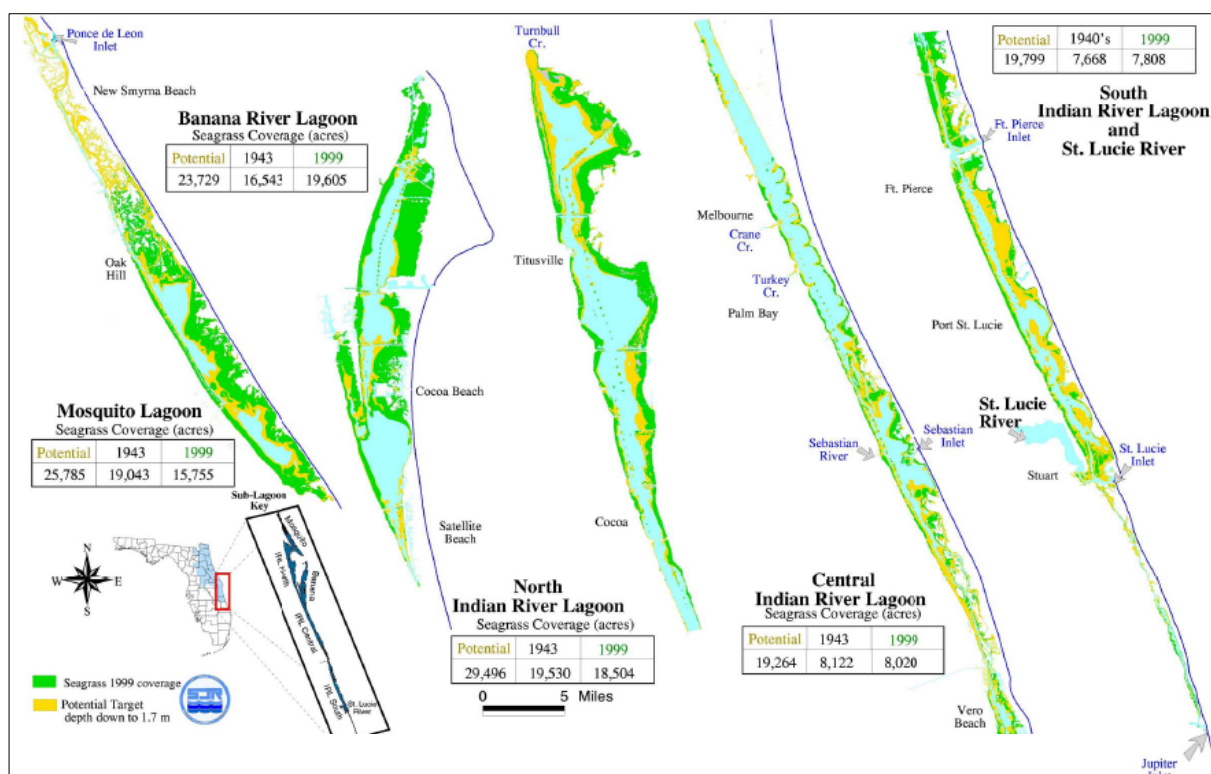 Ponce de Leon
Inlet
New Smyrna Beach
Oak
Hill
Banana River Lagoon
Seagrass Coverage (acres)
Potential 1943 1999
23,729 16,543 19,605
Turnbull
Cr.
Titusville
Cocoa Beach
Satellite
Beach
Cocoa
Mosquito Lagoon
Seagrass Coverage (acres)
Potential 1943 1999
25,785 19,043 15,755
Sub-Lagoon
Key
Mosquito
IRL North
Banana
IRL Central
IRL South
St. Lucie
River
N
W E
S
Seagrass 1999 coverage
Potential Target
depth down to 1.7 m
North
Indian River Lagoon
Seagrass Coverage (acres)
Potential 1943 1999
29,496 19,530 18,504
0 5 Miles
Melbourne
Crane
Cr.
Turkey
Cr.
Palm Bay
Sebastian
River
Sebastian
Inlet
Central
Indian River Lagoon
Seagrass Coverage (acres)
Potential 1943 1999
19,264 8,122 8,020
Vero
Beach
Potential 1940's 1999
19,799 7,668 7,808
South
Indian River Lagoon
and
St. Lucie River
Ft. Pierce
Inlet
Ft. Pierce
Port St. Lucie
St. Lucie
River
Stuart
St. Lucie
Inlet
Jupiter